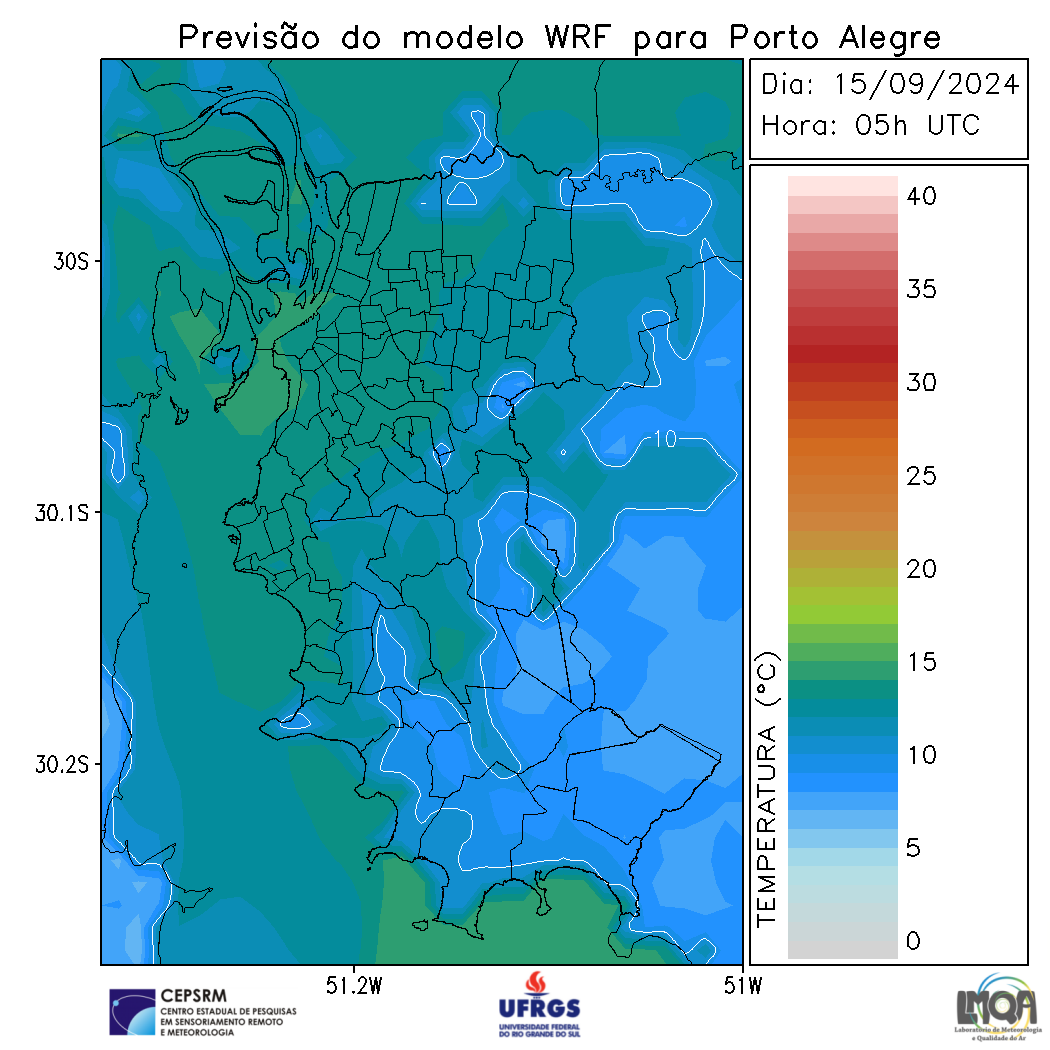 Previsão do modelo WRF para Porto Alegre
Dia: 15/09/2024
Hora: 05h UTC
40
35
30
25
20
15
10
5
0
TEMPERATURA (°C)
30S
30.1S
30.2S
10
51.2W
51W
CEPSRM
CENTRO ESTADUAL DE PESQUISAS
EM SENSORIAMENTO REMOTO
E METEOROLOGIA
UFRGS
UNIVERSIDADE FEDERAL
DO RIO GRANDE DO SUL
LMQA
Laboratório de Meteorologia
e Qualidade do Ar